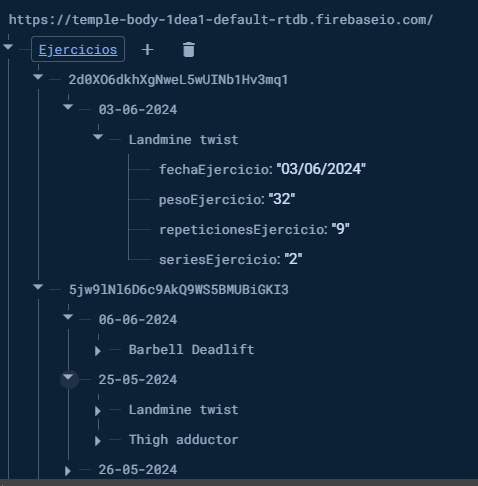 https://temple-body-1dea1-default-rtdb.firebaseio.com/
Ejercicios
2d0XO6dkhXgNweL5wUINb1Hv3mq1
03-06-2024
Landmine twist
fechaEjercicio: "03/06/2024"
pesoEjercicio: "32"
repeticionesEjercicio: "9"
seriesEjercicio: "2"
5jw9lNl6D6c9AkQ9WS5BMUBiGKI3
06-06-2024
Barbell Deadlift
25-05-2024
Landmine twist
Thigh adductor
26-05-2024